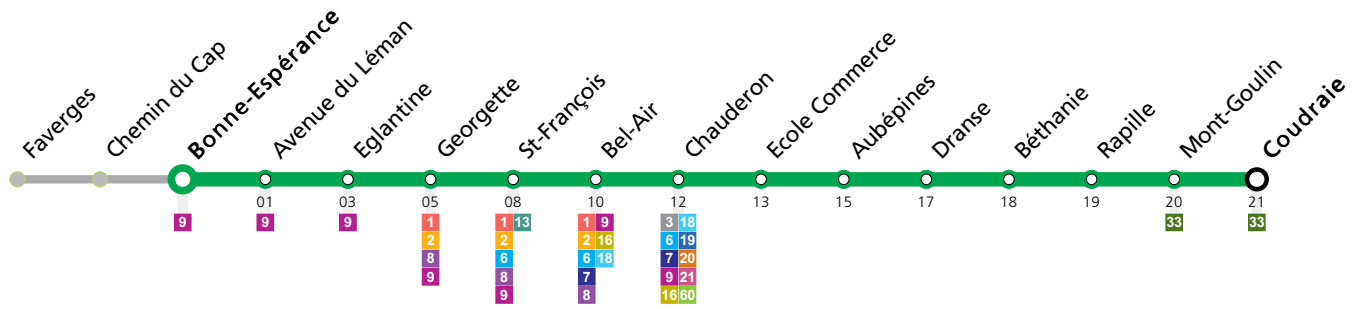 Faverges
Chemin du Cap
Bonne-Espérance
Avenue du Léman
Eglantine
Georgette
St-François
Bel-Air
Chauderon
Ecole Commerce
Aubépines
Dranse
Béthanie
Rapille
Mont-Goulin
Coudraie
01 03 05 08 10 12 13 15 17 18 19 20 21
9 9 9 1 1 13 1 9 3 18 33 33
2 2 2 16 6 19
8 6 6 18 7 20
9 8 7 9 21
9 8 16 60